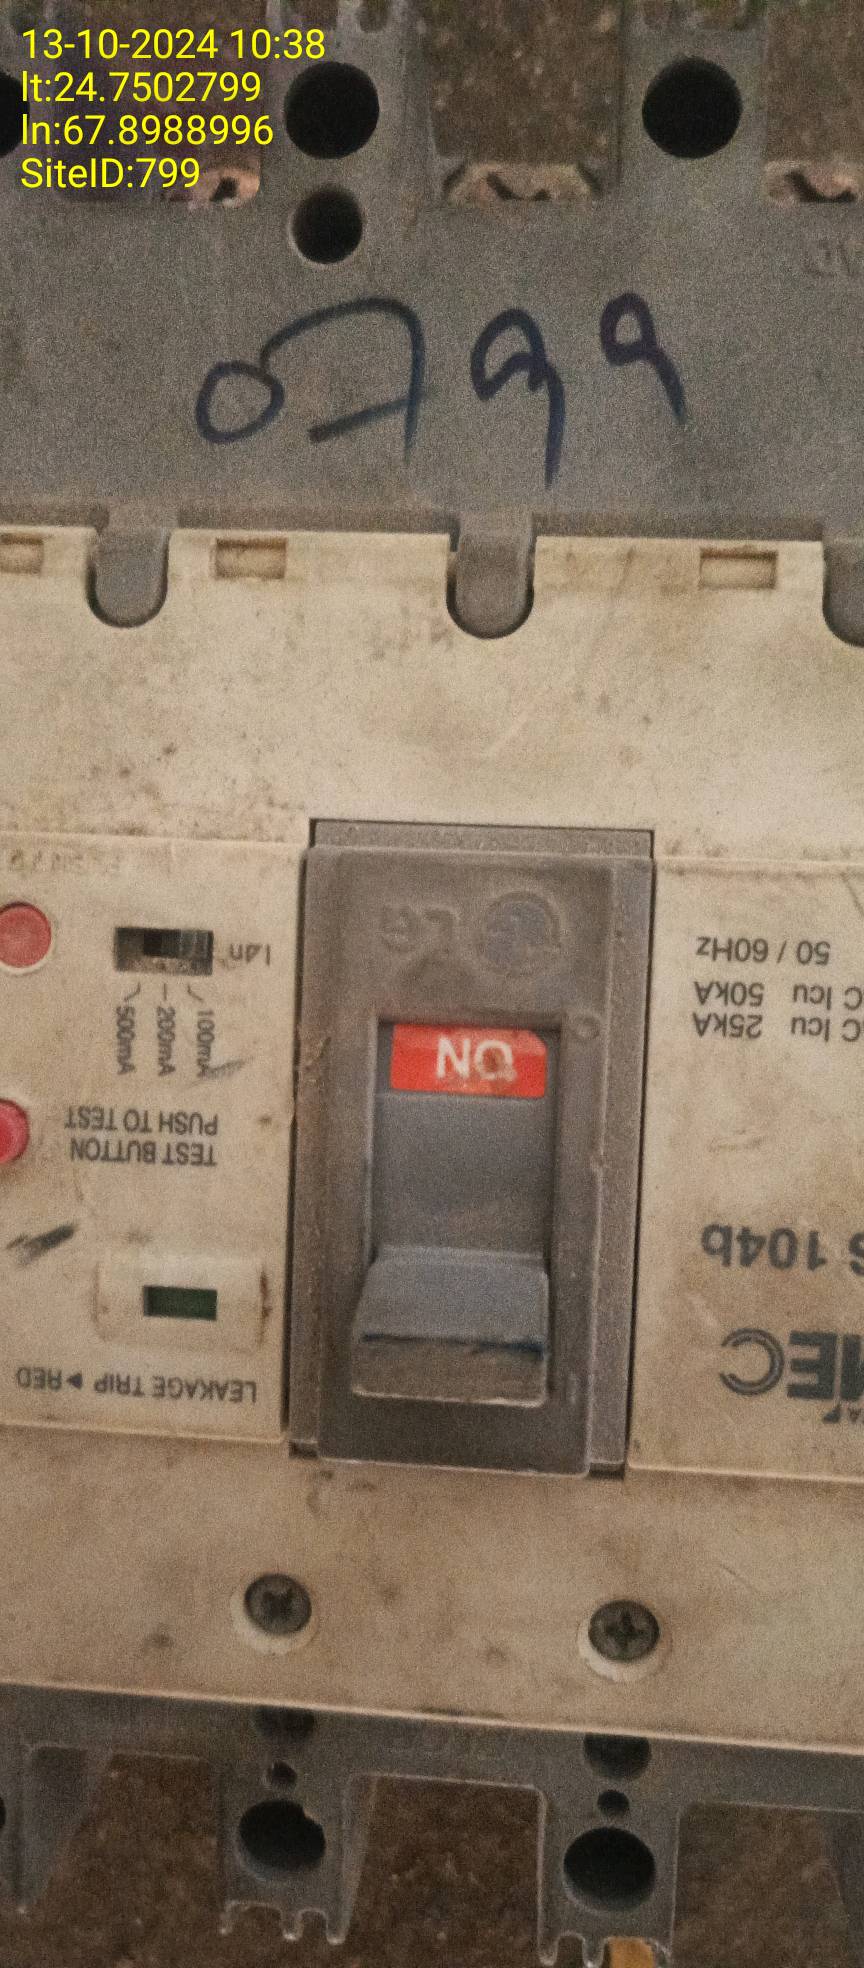 13-10-2024 10:38
lt:24.7502799
ln:67.8988996
SiteID:799
0799
LG
I∆n
100mA
200mA
500mA
ON
TEST BUTTON
PUSH TO TEST
LEAKAGE TRIP ▶ RED
50 / 60Hz
C Icu 50kA
C Icu 25kA
S 104b
MEC